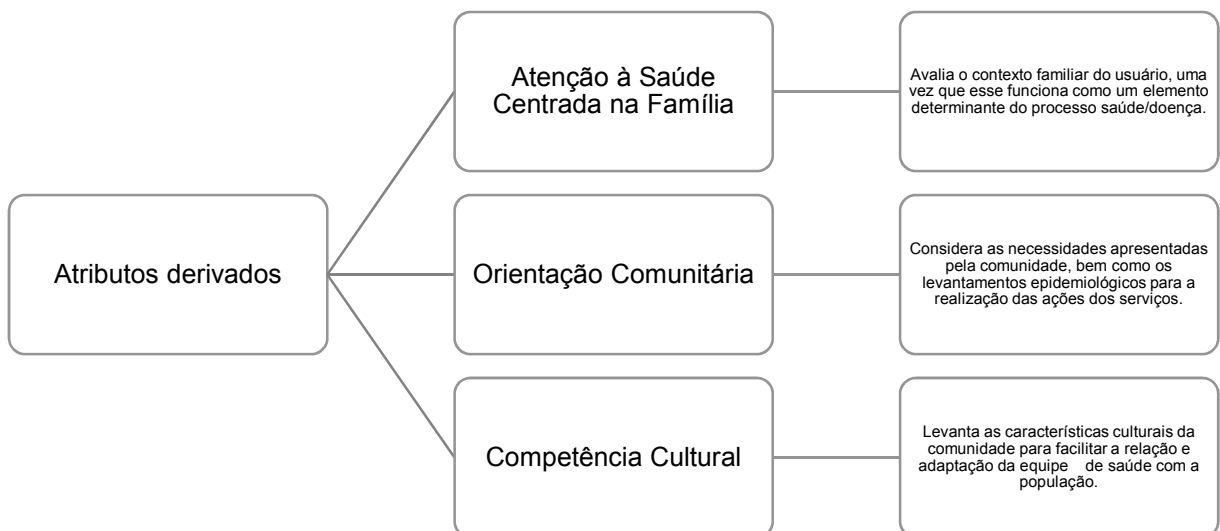 Atributos derivados
Atenção à Saúde
Centrada na Família
Avalia o contexto familiar do usuário, uma
vez que esse funciona como um elemento
determinante do processo saúde/doença.
Orientação Comunitária
Considera as necessidades apresentadas
pela comunidade, bem como os
levantamentos epidemiológicos para a
realização das ações dos serviços.
Competência Cultural
Levanta as características culturais da
comunidade para facilitar a relação e
adaptação da equipe de saúde com a
população.